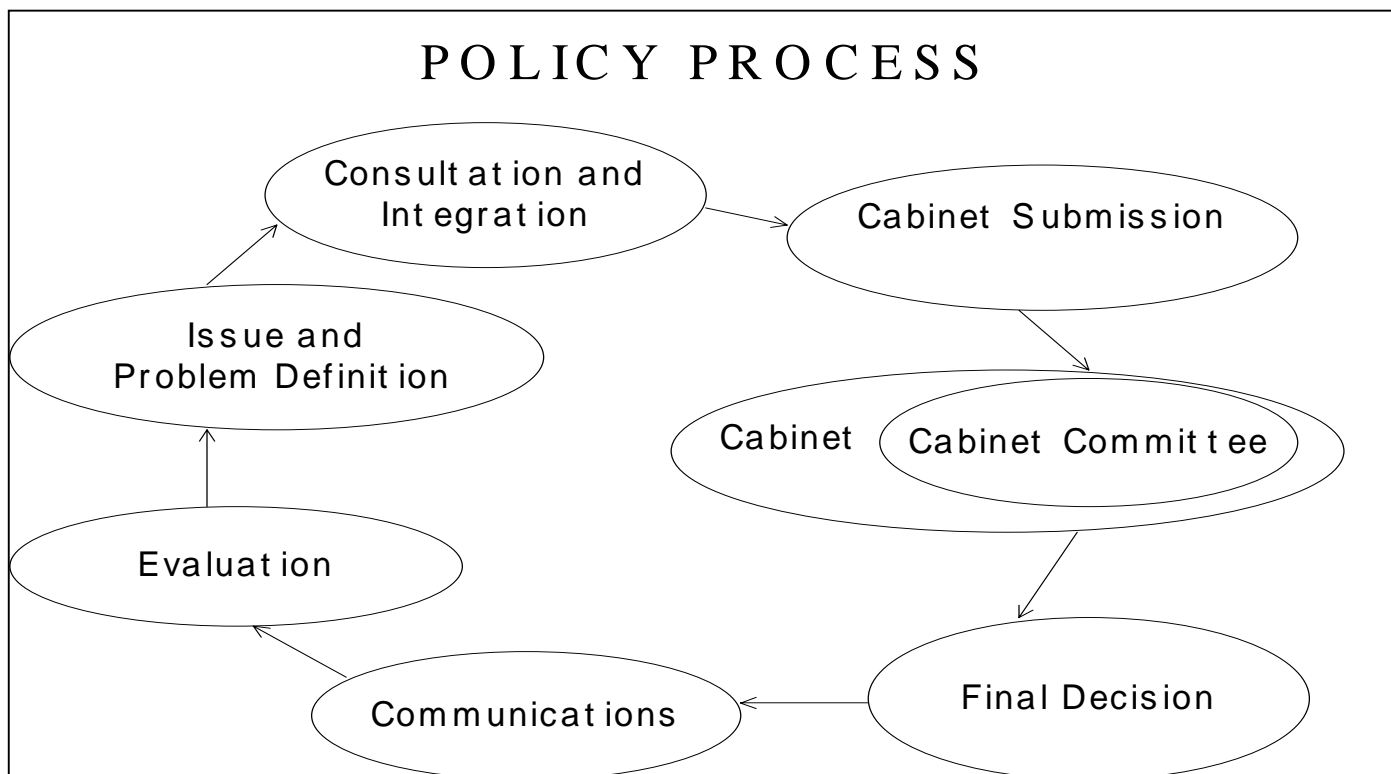 POLICY PROCESS
Consultation and
Integration
Cabinet Submission
Issue and
Problem Definition
Cabinet
Cabinet Committee
Evaluation
Final Decision
Communications